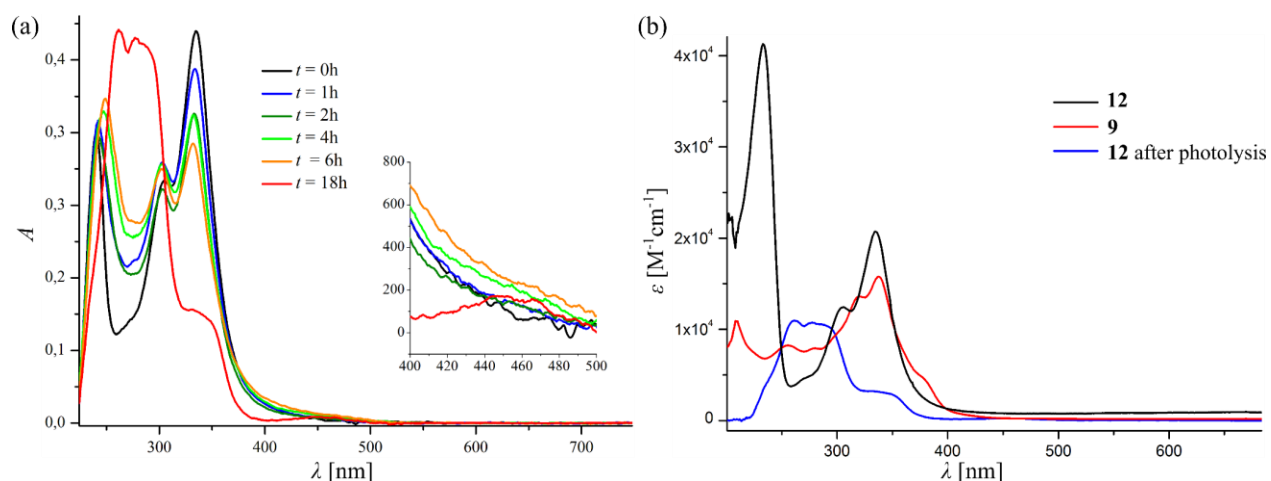 (a)
0,4
0,3
0,3
0,2
0,1
0,1
0,0
A
300
400
500
600
700
λ [nm]
t = 0h
t = 1h
t = 2h
t = 4h
t = 6h
t = 18h
800
600
400
200
0
400
420
440
460
480
500
(b)
4x10⁴
3x10⁴
2x10⁴
1x10⁴
0
ε [M⁻¹cm⁻¹]
300
400
500
600
λ [nm]
12
9
12 after photolysis